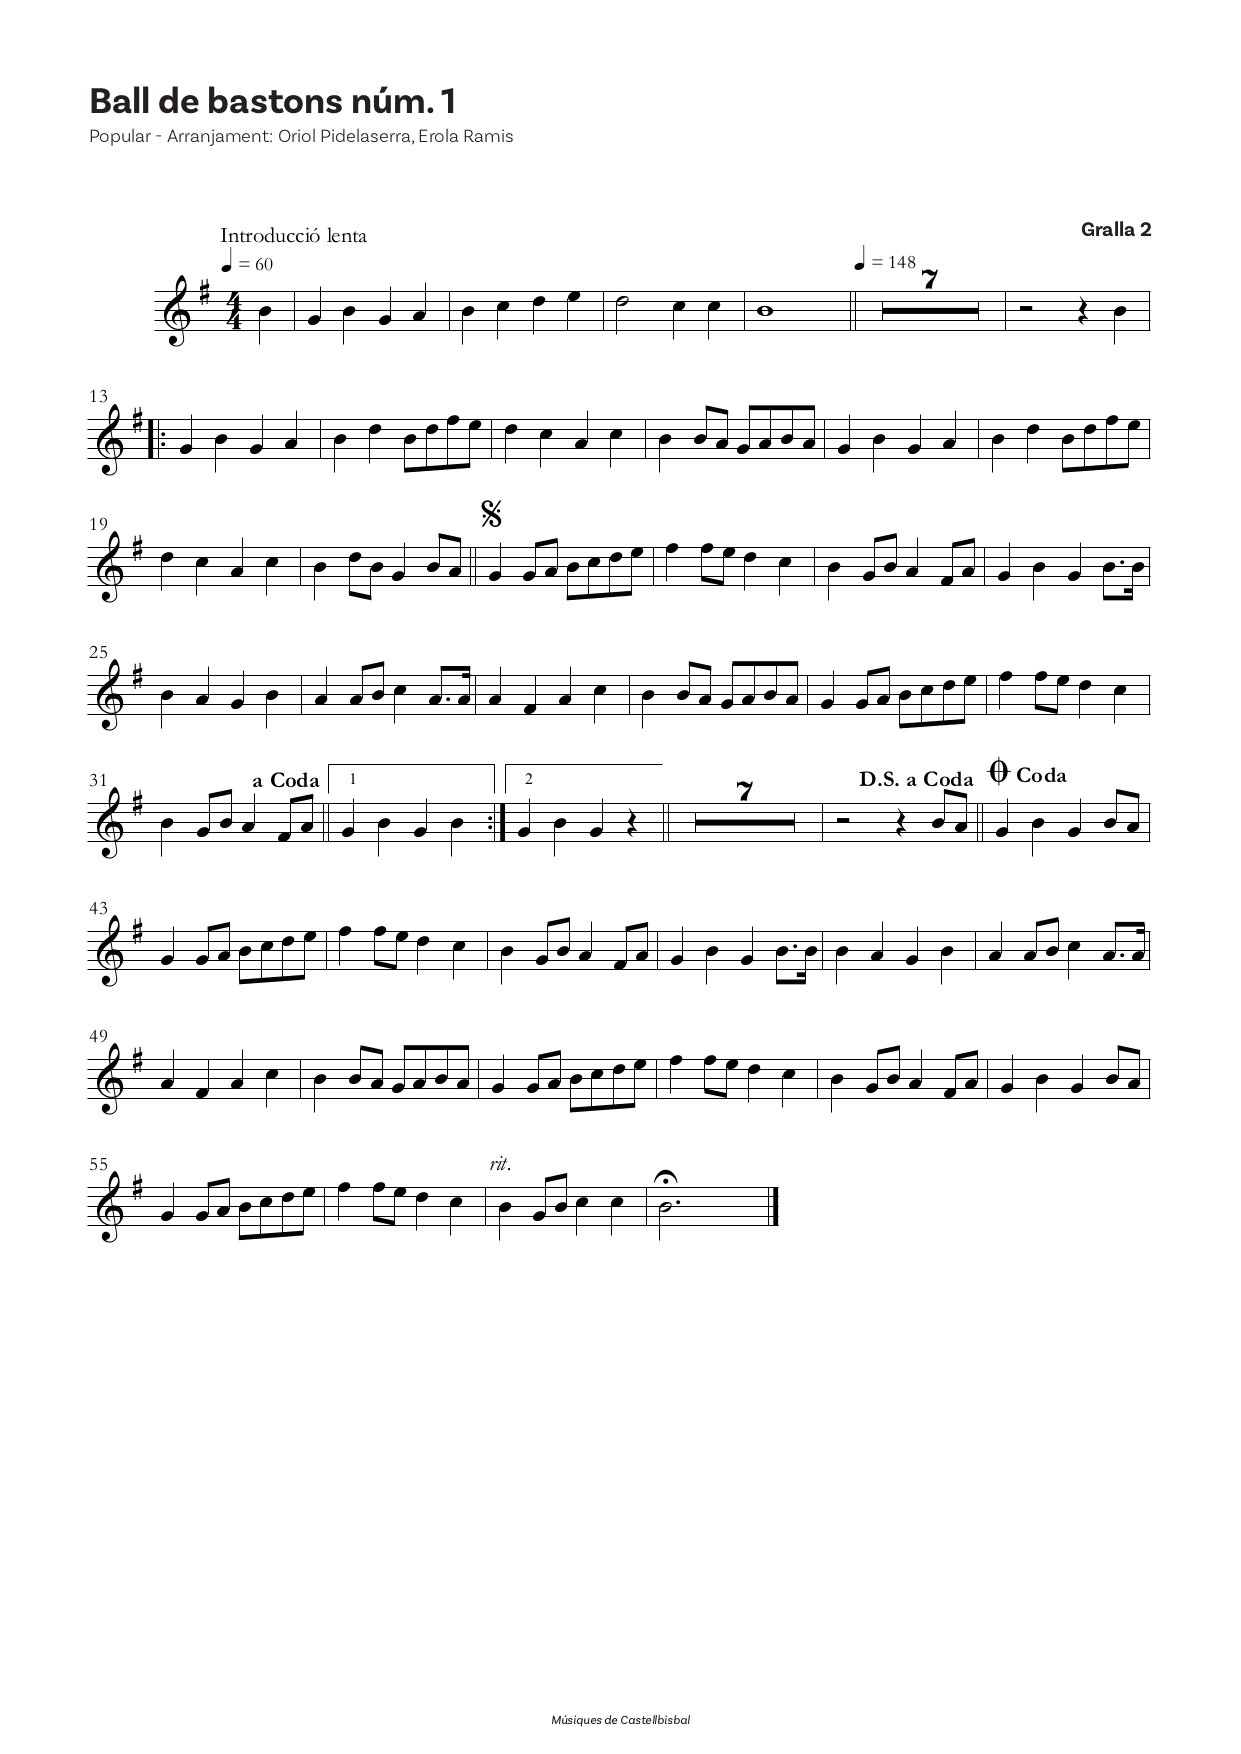 Ball de bastons núm. 1
Popular - Arranjament: Oriol Pidelaserra, Erola Ramis
Gralla 2
Introducció lenta
= 60
= 148
7
4
4
13
19
25
31
a Coda
1
2
7
D.S. a Coda
Coda
43
49
55
rit.
Músiques de Castellbisbal